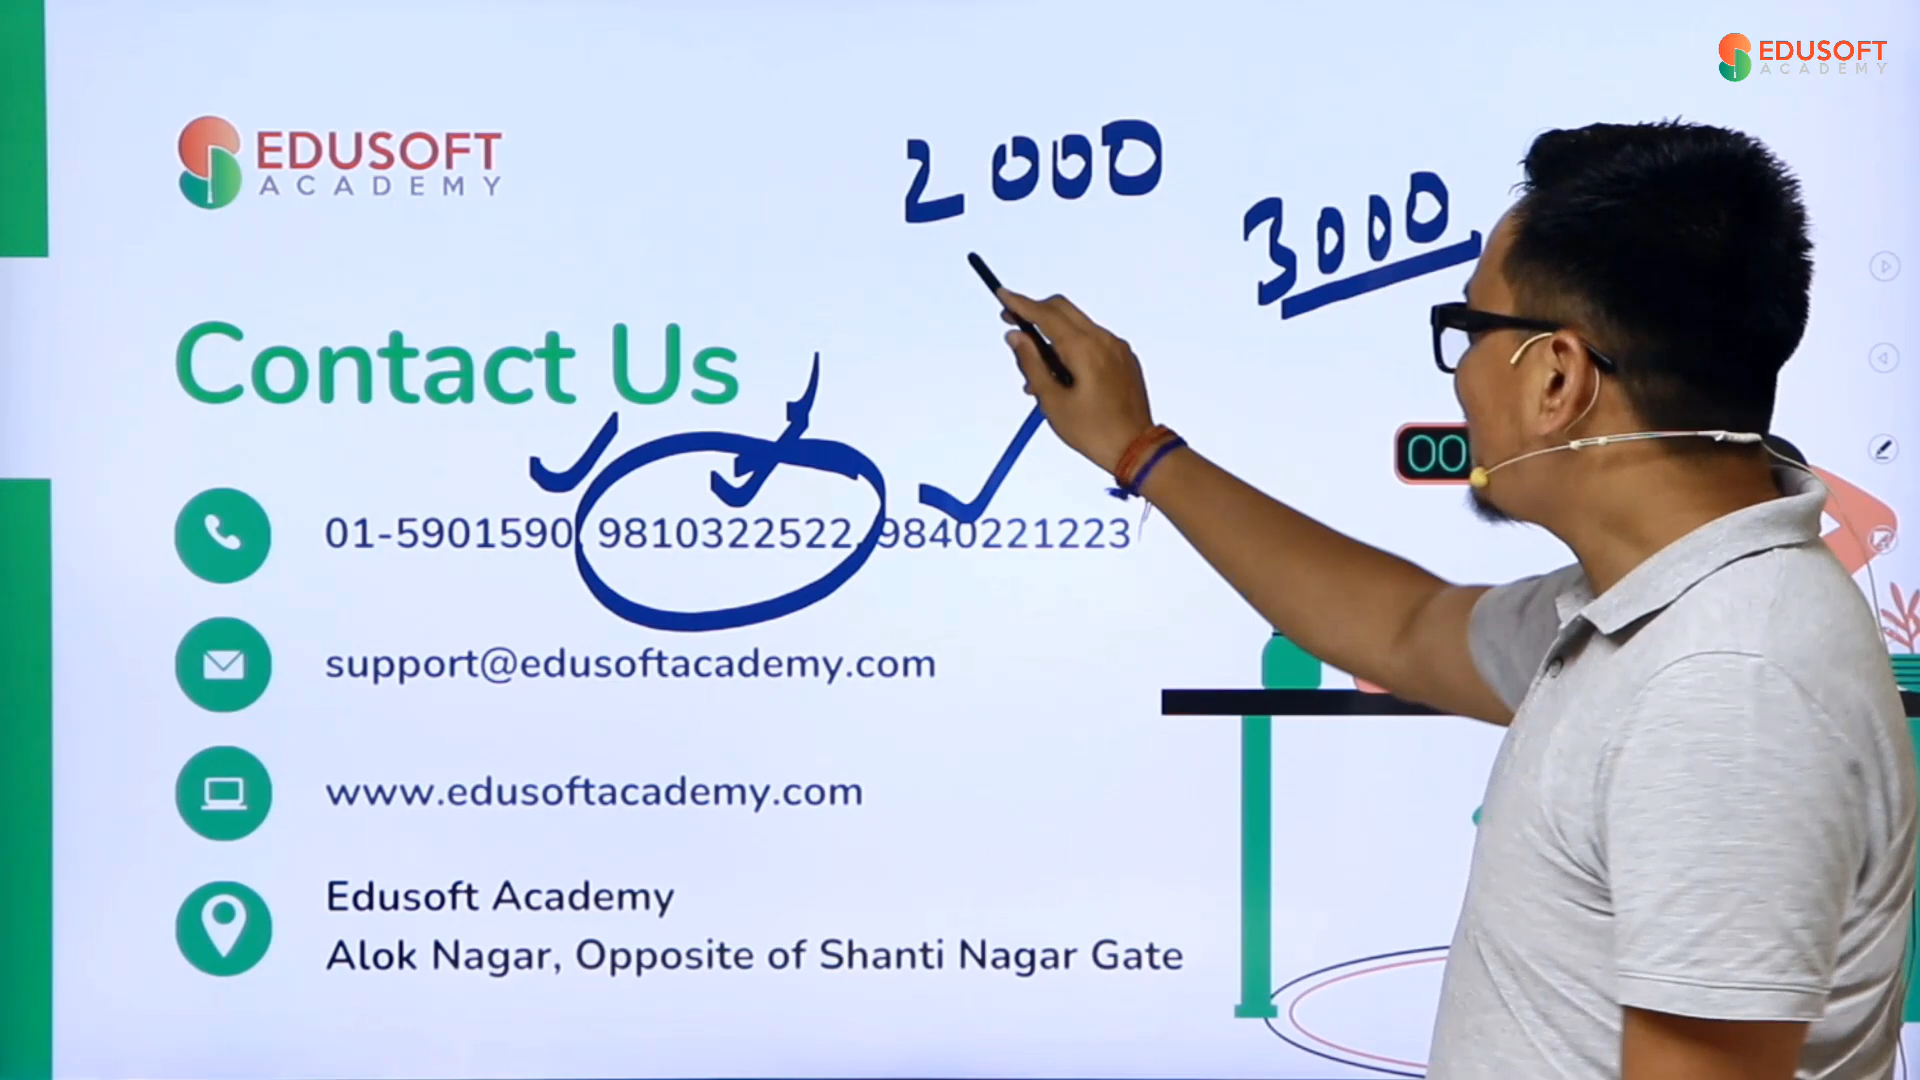 EDUSOFT
ACADEMY
EDUSOFT
ACADEMY
2000
3000
Contact Us
00
01-5901590, 9810322522, 9840221223
support@edusoftacademy.com
www.edusoftacademy.com
Edusoft Academy
Alok Nagar, Opposite of Shanti Nagar Gate